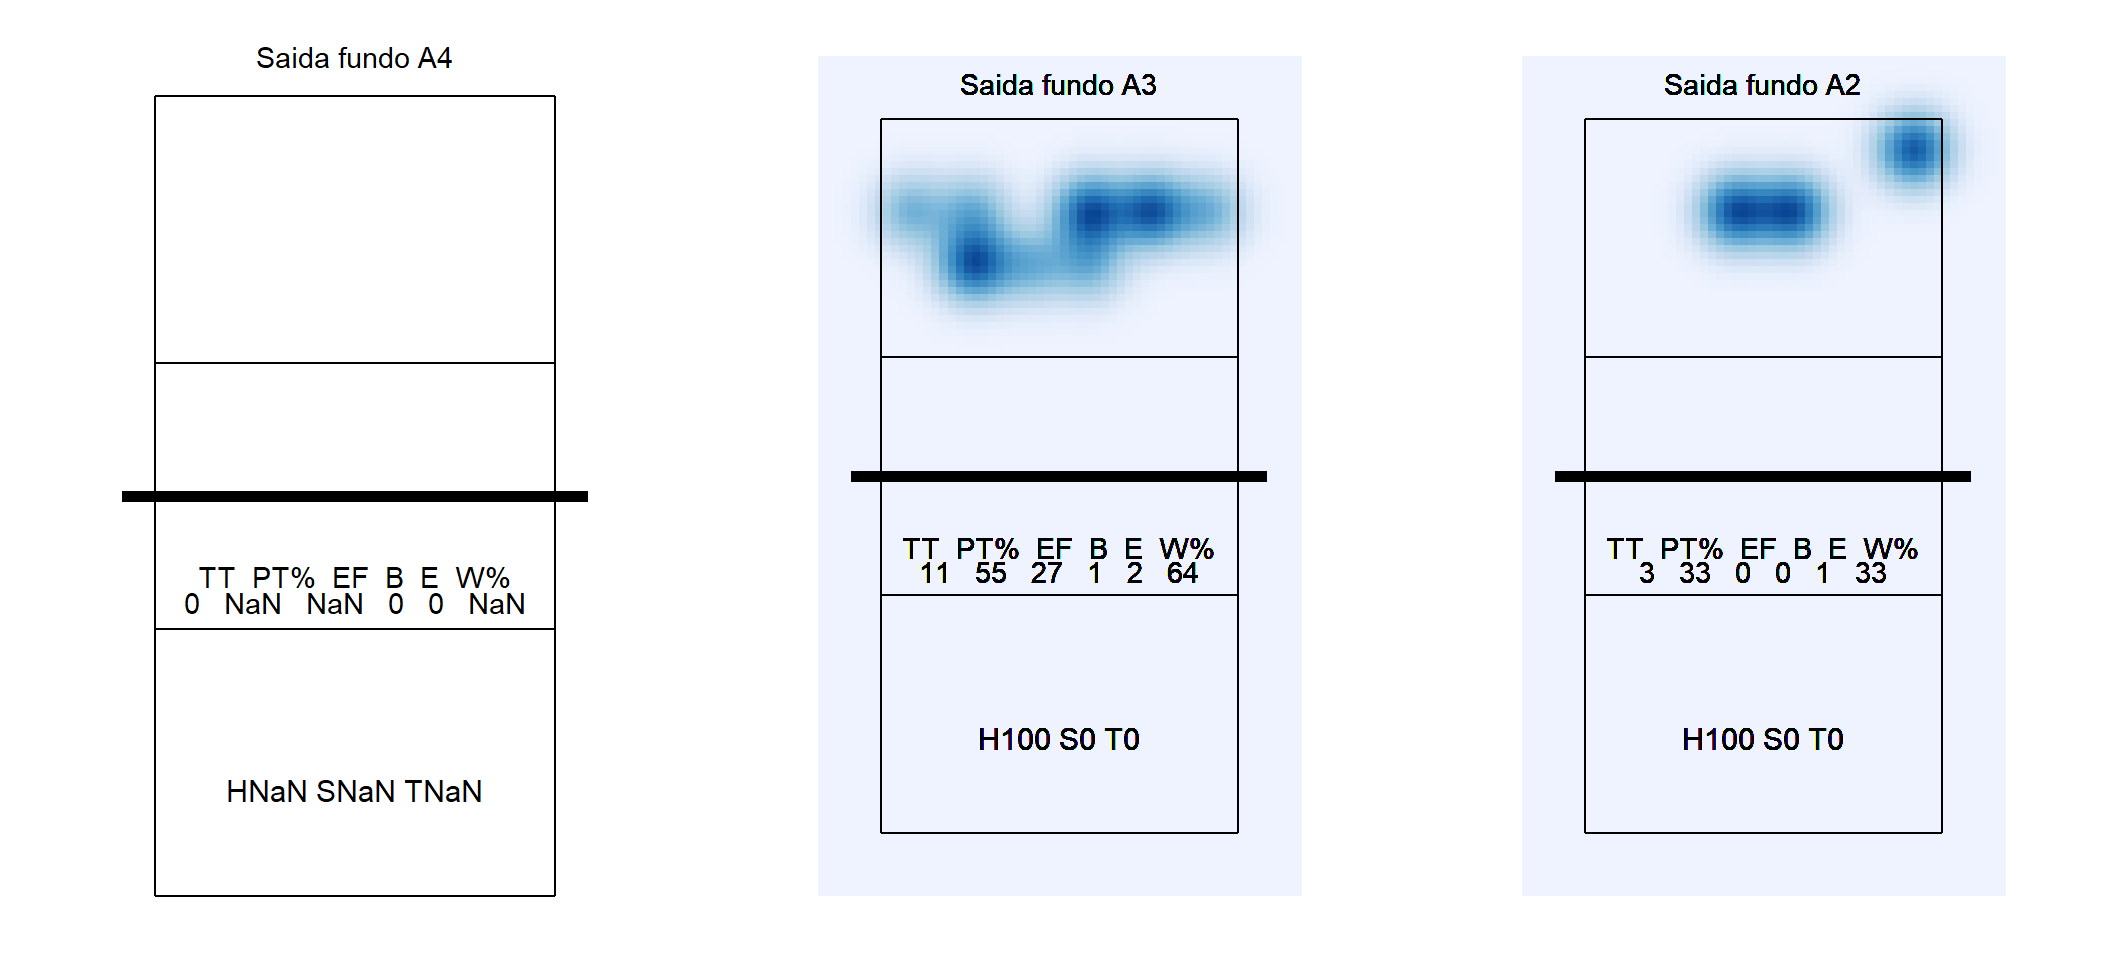 Saida fundo A4
TT PT% EF B E W%
0 NaN NaN 0 0 NaN
HNaN SNaN TNaN
Saida fundo A3
TT PT% EF B E W%
11 55 27 1 2 64
H100 S0 T0
Saida fundo A2
TT PT% EF B E W%
3 33 0 0 1 33
H100 S0 T0